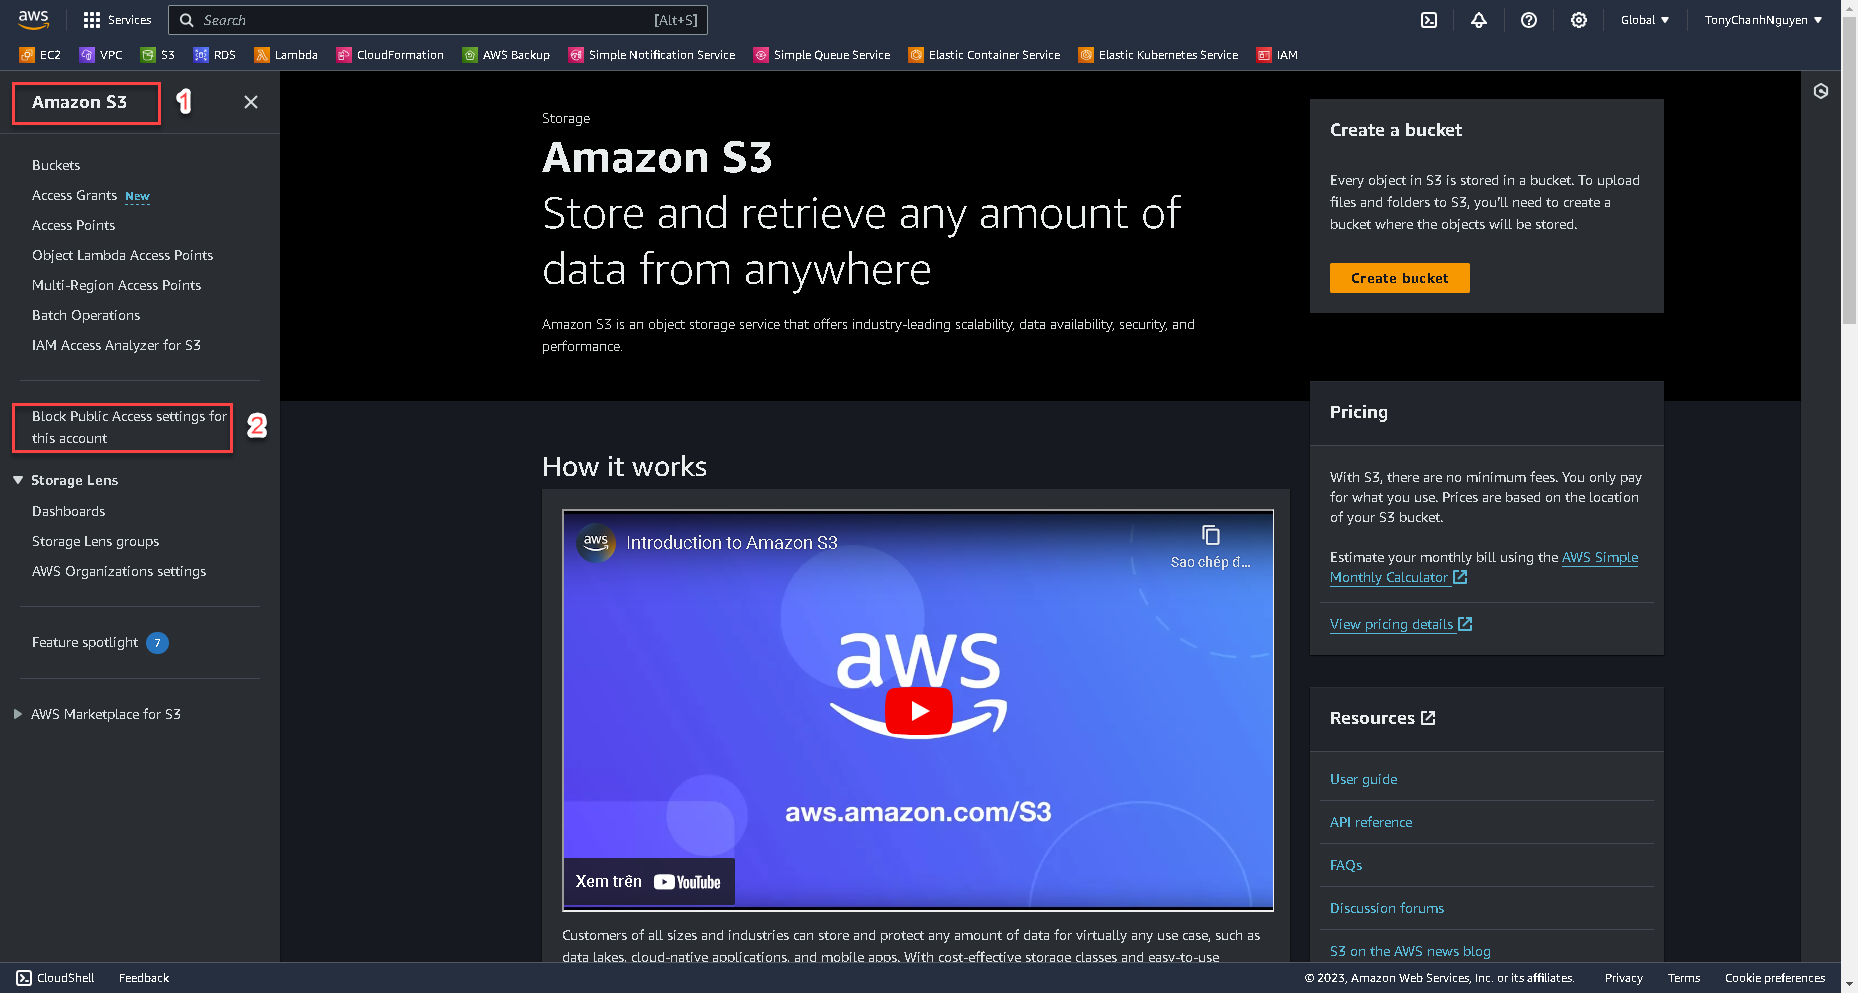 aws
Services
Search
[Alt+S]
Global
TonyChanhNguyen
EC2
VPC
S3
RDS
Lambda
CloudFormation
AWS Backup
Simple Notification Service
Simple Queue Service
Elastic Container Service
Elastic Kubernetes Service
IAM
Amazon S3
1
Buckets
Access Grants New
Access Points
Object Lambda Access Points
Multi-Region Access Points
Batch Operations
IAM Access Analyzer for S3
Block Public Access settings for
this account
2
Storage Lens
Dashboards
Storage Lens groups
AWS Organizations settings
Feature spotlight 7
AWS Marketplace for S3
Storage
Amazon S3
Store and retrieve any amount of
data from anywhere
Amazon S3 is an object storage service that offers industry-leading scalability, data availability, security, and
performance.
How it works
aws
Introduction to Amazon S3
Sao chép đ...
aws
aws.amazon.com/S3
Xem trên YouTube
Customers of all sizes and industries can store and protect any amount of data for virtually any use case, such as
data lakes, cloud-native applications, and mobile apps. With cost-effective storage classes and easy-to-use
Create a bucket
Every object in S3 is stored in a bucket. To upload
files and folders to S3, you'll need to create a
bucket where the objects will be stored.
Create bucket
Pricing
With S3, there are no minimum fees. You only pay
for what you use. Prices are based on the location
of your S3 bucket.
Estimate your monthly bill using the AWS Simple
Monthly Calculator
View pricing details
Resources
User guide
API reference
FAQs
Discussion forums
S3 on the AWS news blog
CloudShell
Feedback
© 2023, Amazon Web Services, Inc. or its affiliates.
Privacy
Terms
Cookie preferences